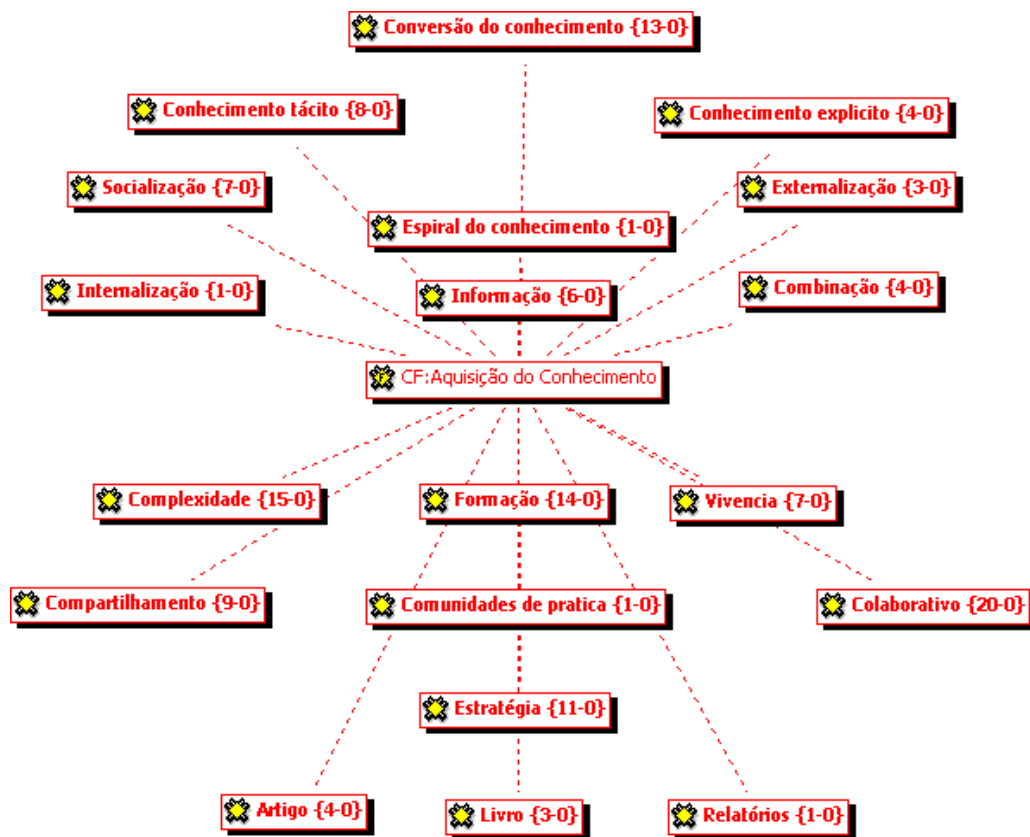 Conversão do conhecimento {13-0}
Conhecimento tácito {8-0}
Conhecimento explicito {4-0}
Socialização {7-0}
Externalização {3-0}
Espiral do conhecimento {1-0}
Internalização {1-0}
Informação {6-0}
Combinação {4-0}
CF:Aquisição do Conhecimento
Complexidade {15-0}
Formação {14-0}
Vivencia {7-0}
Compartilhamento {9-0}
Comunidades de pratica {1-0}
Colaborativo {20-0}
Estratégia {11-0}
Artigo {4-0}
Livro {3-0}
Relatórios {1-0}